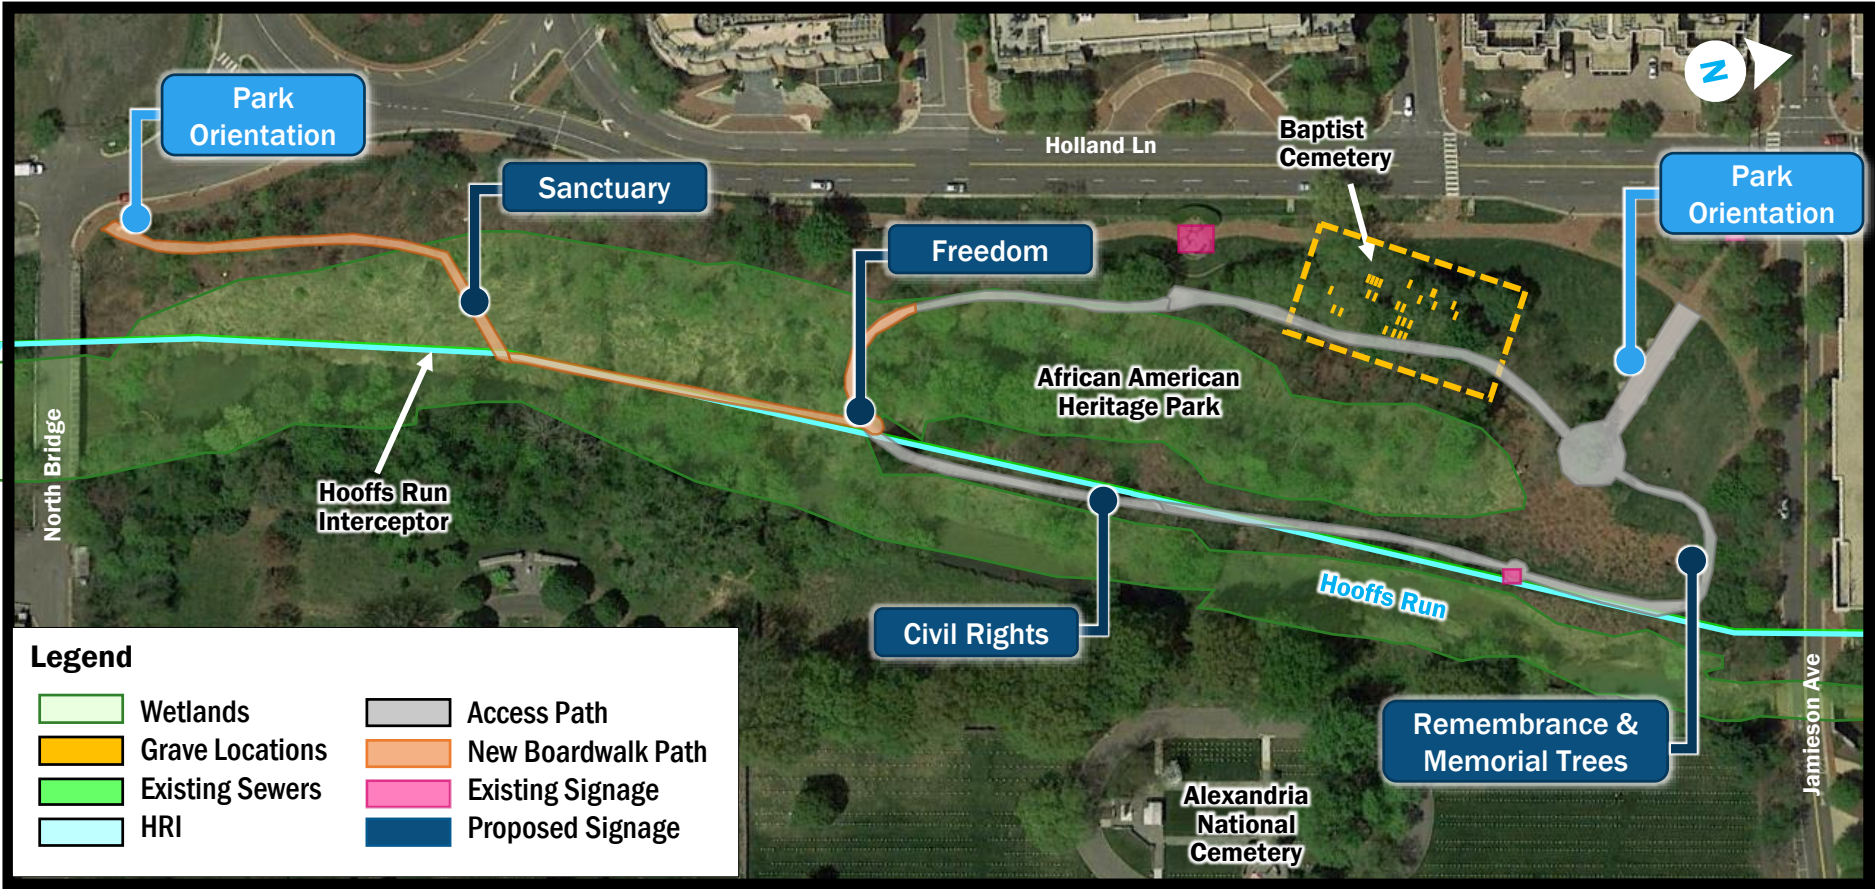 Park
Orientation
Sanctuary
Freedom
Holland Ln
Baptist
Cemetery
N
Park
Orientation
African American
Heritage Park
North Bridge
Hooffs Run
Interceptor
Civil Rights
Hooffs Run
Remembrance &
Memorial Trees
Jamieson Ave
Alexandria
National
Cemetery
Legend
Wetlands
Grave Locations
Existing Sewers
HRI
Access Path
New Boardwalk Path
Existing Signage
Proposed Signage